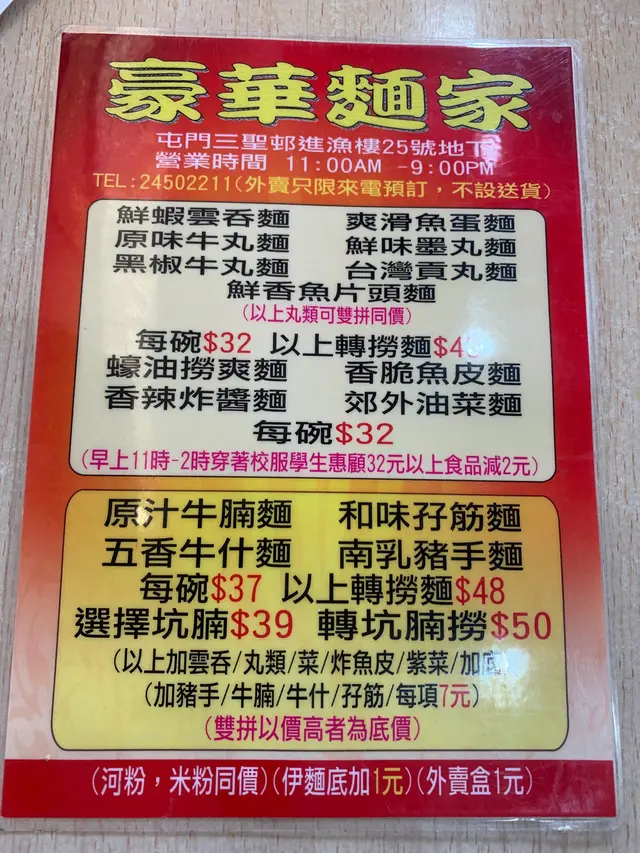 豪華麵家
屯門三聖邨進漁樓25號地下
營業時間 11:00AM -9:00PM
TEL:24502211(外賣只限來電預訂，不設送貨)
鮮蝦雲吞麵 爽滑魚蛋麵
原味牛丸麵 鮮味墨丸麵
黑椒牛丸麵 台灣貢丸麵
鮮香魚片頭麵
(以上丸類可雙拼同價)
每碗$32 以上轉撈麵
蠔油撈爽麵 香脆魚皮麵
香辣炸醬麵 郊外油菜麵
每碗$32
(早上11時-2時穿著校服學生惠顧32元以上食品減2元)
原汁牛腩麵 和味孖筋麵
五香牛什麵 南乳豬手麵
每碗$37 以上轉撈麵$48
選擇坑腩$39 轉坑腩撈$50
(以上加雲吞/丸類/菜/炸魚皮/紫菜/加
(加豬手/牛腩/牛什/孖筋/每項7元)
(雙拼以價高者為底價)
(河粉，米粉同價)(伊麵底加1元)(外賣盒1元)